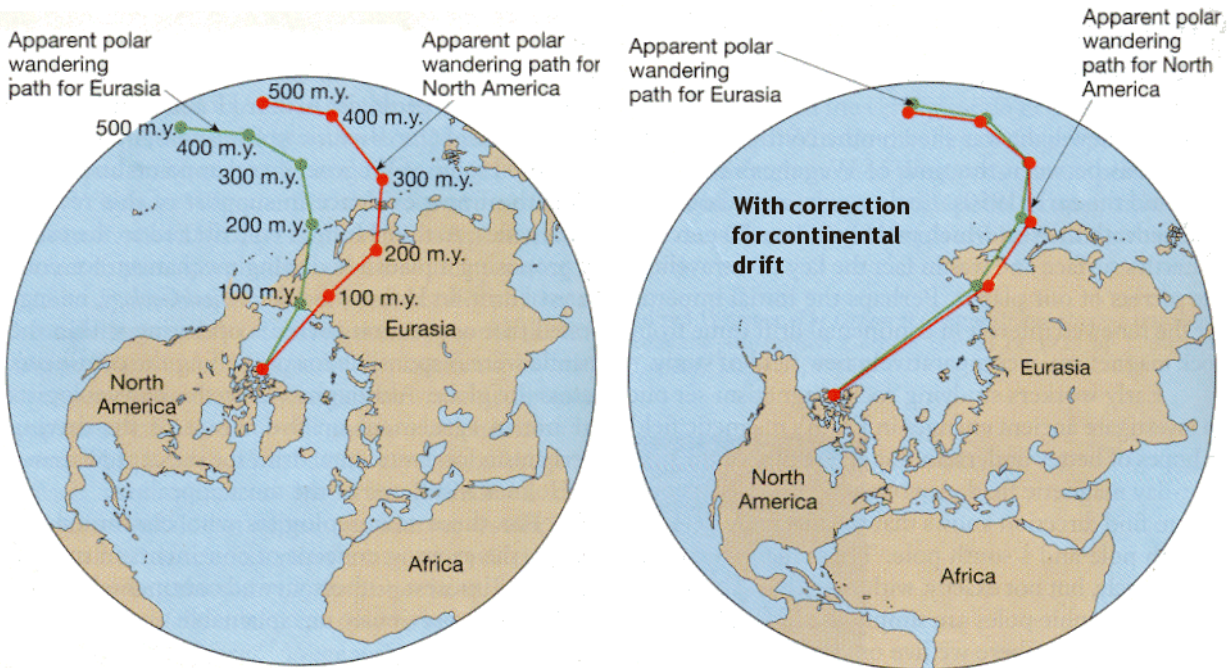 Apparent polar
wandering
path for Eurasia
Apparent polar
wandering
path for
North America
500 m.y.
400 m.y.
500 m.y.
400 m.y.
300 m.y.
300 m.y.
200 m.y.
200 m.y.
100 m.y.
100 m.y.
Eurasia
North
America
Africa
Apparent polar
wandering
path for Eurasia
Apparent polar
wandering
path for North
America
With correction
for continental
drift
Eurasia
North
America
Africa